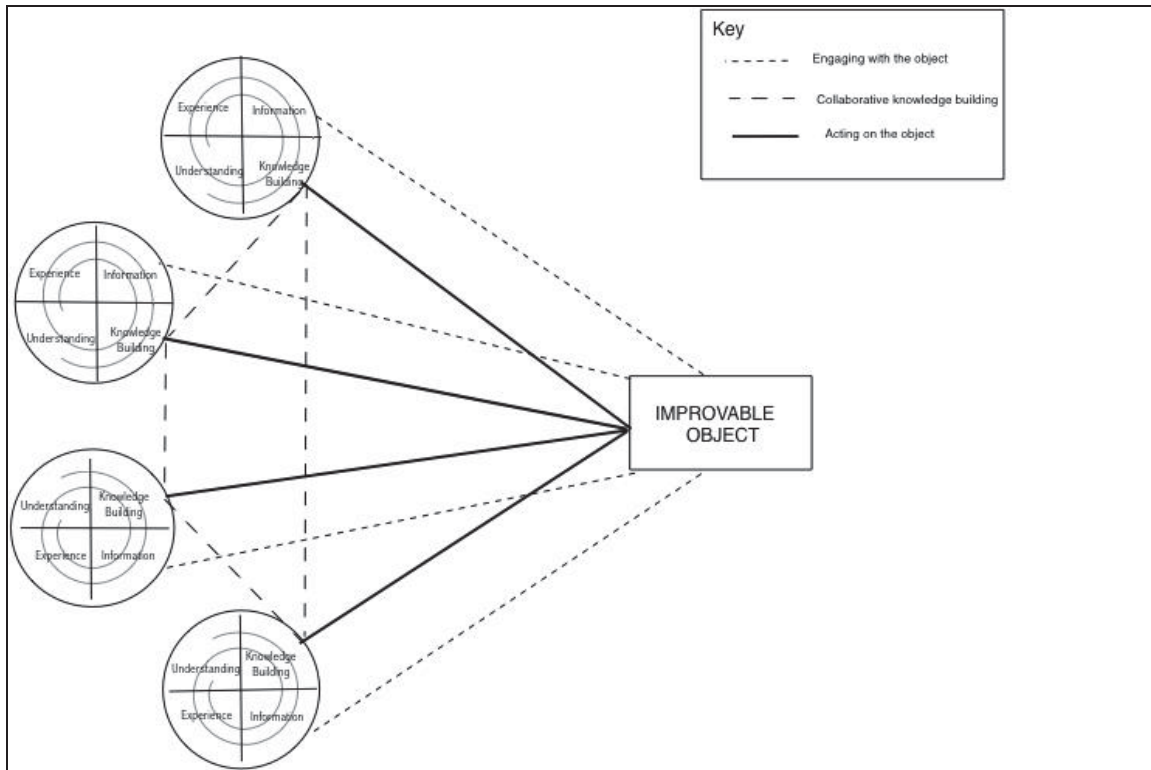 Key
Engaging with the object
Collaborative knowledge building
Acting on the object
Experience
Information
Understanding
Knowledge
Building
Experience
Information
Understanding
Knowledge
Building
IMPROVABLE
OBJECT
Understanding
Knowledge
Building
Experience
Information
Understanding
Knowledge
Building
Experience
Information